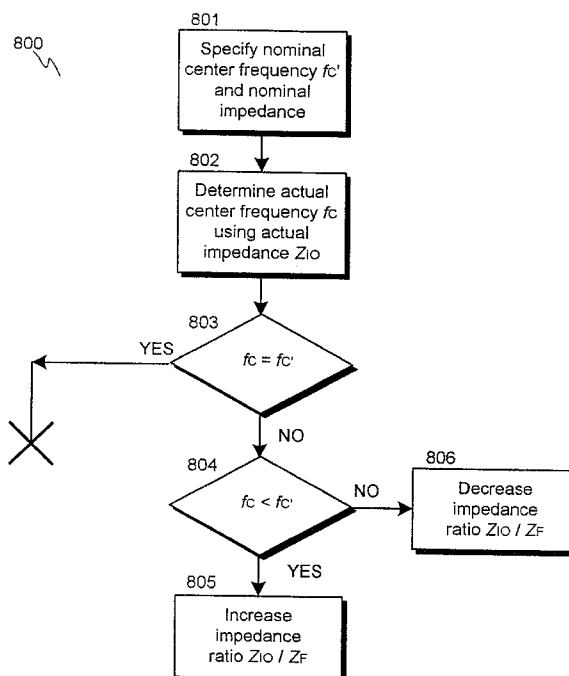 800
801
Specify nominal
center frequency fC'
and nominal
impedance
802
Determine actual
center frequency fC
using actual
impedance ZIO
803
YES
fC = fC'
NO
804
fC < fC'
NO
806
Decrease
impedance
ratio ZIO / ZF
YES
805
Increase
impedance
ratio ZIO / ZF